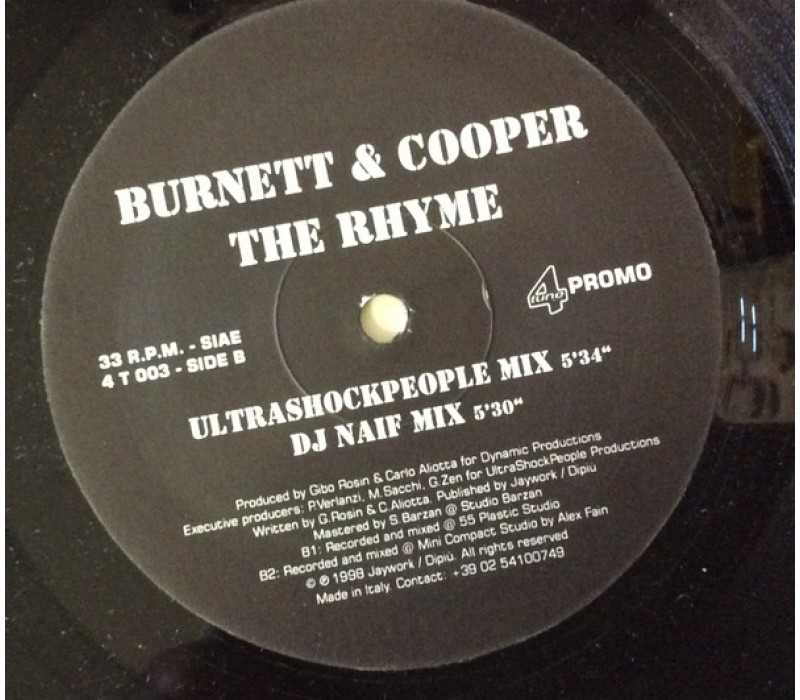 BURNETT & COOPER
THE RHYME
4 tune PROMO
33 R.P.M. - SIAE
4 T 003 - SIDE B
ULTRASHOCKPEOPLE MIX 5'34"
DJ NAIF MIX 5'30"
Produced by Gibo Rosin & Carlo Aliotta for Dynamic Productions
Executive producers: P.Verlanzi, M.Sacchi, G.Zen for UltraShockPeople Productions
Written by G.Rosin & C.Aliotta. Published by Jaywork / Dipiù
Mastered by S.Barzan @ Studio Barzan
B1: Recorded and mixed @ 55 Plastic Studio
B2: Recorded and mixed @ Mini Compact Studio by Alex Fain
© ℗ 1998 Jaywork / Dipiù. All rights reserved
Made in Italy. Contact: +39 02 54100749